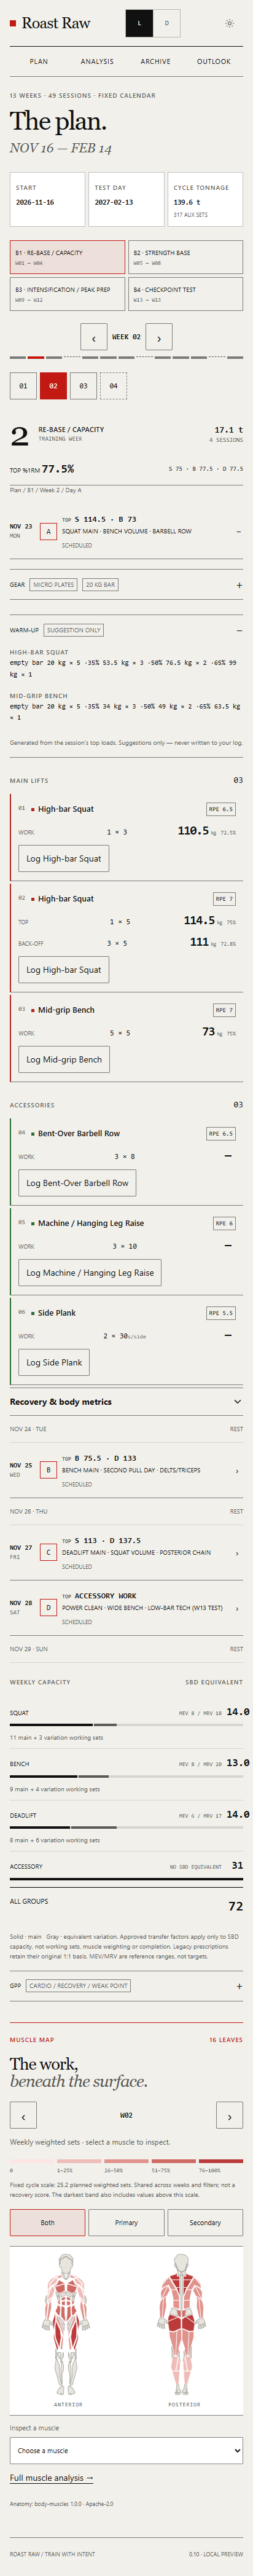 Roast Raw
L D
PLAN ANALYSIS ARCHIVE OUTLOOK
13 WEEKS · 49 SESSIONS · FIXED CALENDAR
The plan.
NOV 16 — FEB 14
START
2026-11-16
TEST DAY
2027-02-13
CYCLE TONNAGE
139.6 t
317 AUX SETS
B1 · RE-BASE / CAPACITY
W01 — W04
B2 · STRENGTH BASE
W05 — W08
B3 · INTENSIFICATION / PEAK PREP
W09 — W12
B4 · CHECKPOINT TEST
W13 — W13
‹ WEEK 02 ›
01 02 03 04
2 RE-BASE / CAPACITY 17.1 t
TRAINING WEEK 4 SESSIONS
TOP %1RM 77.5% S 75 · B 77.5 · D 77.5
Plan / B1 / Week 2 / Day A
NOV 23 MON A TOP S 114.5 · B 73
SQUAT MAIN · BENCH VOLUME · BARBELL ROW −
SCHEDULED
GEAR MICRO PLATES 20 KG BAR +
WARM-UP SUGGESTION ONLY −
HIGH-BAR SQUAT
empty bar 20 kg × 5 ·35% 53.5 kg × 3 ·50% 76.5 kg × 2 ·65% 99
kg × 1
MID-GRIP BENCH
empty bar 20 kg × 5 ·35% 34 kg × 3 ·50% 49 kg × 2 ·65% 63.5 kg
× 1
Generated from the session's top loads. Suggestions only — never written to your log.
MAIN LIFTS 03
01 High-bar Squat RPE 6.5
WORK 1 × 3 110.5 kg 72.5%
Log High-bar Squat
02 High-bar Squat RPE 7
TOP 1 × 5 114.5 kg 75%
BACK-OFF 3 × 5 111 kg 72.8%
Log High-bar Squat
03 Mid-grip Bench RPE 7
WORK 5 × 5 73 kg 75%
Log Mid-grip Bench
ACCESSORIES 03
04 Bent-Over Barbell Row RPE 6.5
WORK 3 × 8 —
Log Bent-Over Barbell Row
05 Machine / Hanging Leg Raise RPE 6
WORK 3 × 10 —
Log Machine / Hanging Leg Raise
06 Side Plank RPE 5.5
WORK 2 × 30s/side —
Log Side Plank
Recovery & body metrics
NOV 24 · TUE REST
NOV 25 WED B TOP B 75.5 · D 133
BENCH MAIN · SECOND PULL DAY · DELTS/TRICEPS ›
SCHEDULED
NOV 26 · THU REST
NOV 27 FRI C TOP S 113 · D 137.5
DEADLIFT MAIN · SQUAT VOLUME · POSTERIOR CHAIN ›
SCHEDULED
NOV 28 SAT D TOP ACCESSORY WORK
POWER CLEAN · WIDE BENCH · LOW-BAR TECH (W13 TEST) ›
SCHEDULED
NOV 29 · SUN REST
WEEKLY CAPACITY SBD EQUIVALENT
SQUAT MEV 8 / MRV 18 14.0
11 main + 3 variation working sets
BENCH MEV 8 / MRV 20 13.0
9 main + 4 variation working sets
DEADLIFT MEV 6 / MRV 17 14.0
8 main + 6 variation working sets
ACCESSORY NO SBD EQUIVALENT 31
ALL GROUPS 72
Solid · main Gray · equivalent variation. Approved transfer factors apply only to SBD
capacity, not working sets, muscle weighting or completion. Legacy prescriptions
retain their original 1:1 basis. MEV/MRV are reference ranges, not targets.
GPP CARDIO / RECOVERY / WEAK POINT +
MUSCLE MAP 16 LEAVES
The work,
beneath the surface.
‹ W02 ›
Weekly weighted sets · select a muscle to inspect.
0 1–25% 26–50% 51–75% 76–100%
Fixed cycle scale: 25.2 planned weighted sets. Shared across weeks and filters; not a
recovery score. The darkest band also includes values above this scale.
Both Primary Secondary
ANTERIOR POSTERIOR
Inspect a muscle
Choose a muscle
Full muscle analysis →
Anatomy: body-muscles 1.0.0 · Apache-2.0
ROAST RAW / TRAIN WITH INTENT 0.10 · LOCAL PREVIEW